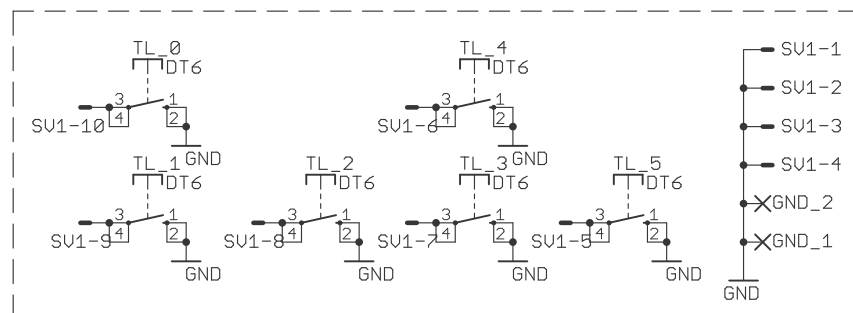 TL_0
DT6
3 1
4 2
SV1-10
GND
TL_4
DT6
3 1
4 2
SV1-6
GND
SV1-1
SV1-2
SV1-3
SV1-4
GND_2
GND_1
GND
TL_1
DT6
3 1
4 2
SV1-9
GND
TL_2
DT6
3 1
4 2
SV1-8
GND
TL_3
DT6
3 1
4 2
SV1-7
GND
TL_5
DT6
3 1
4 2
SV1-5
GND